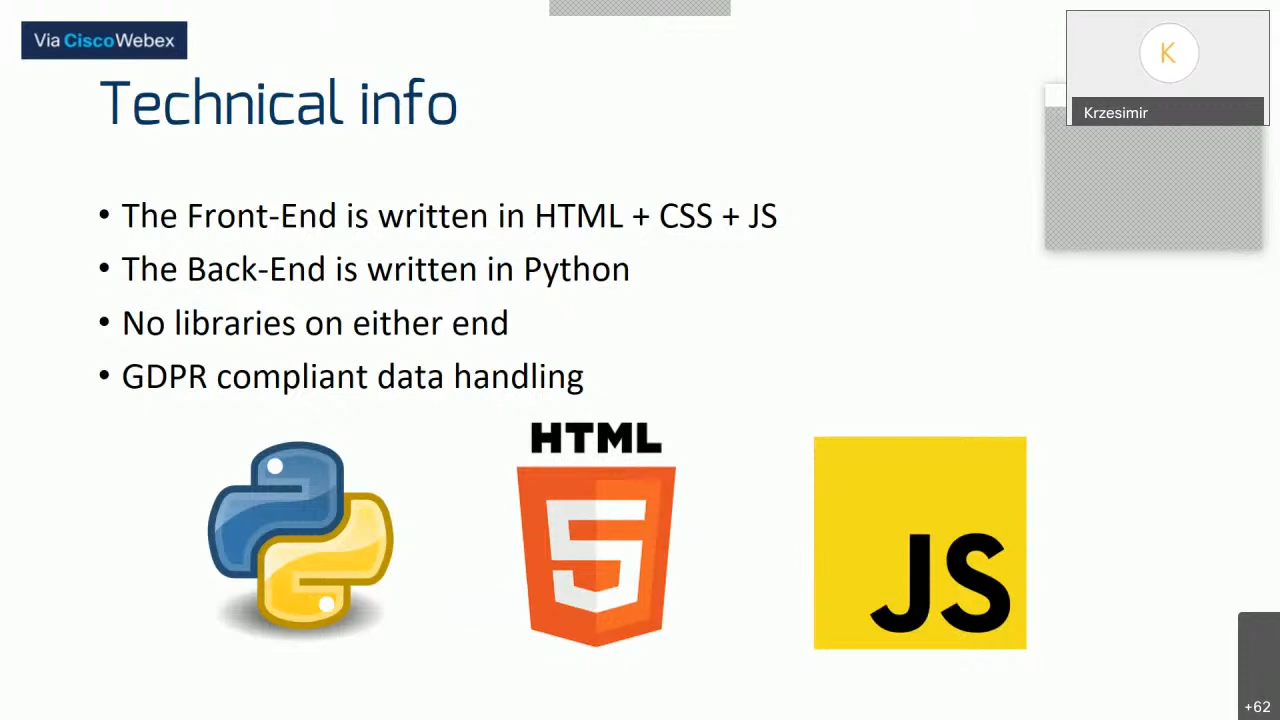 Via CiscoWebex
K
Krzesimir
Technical info
• The Front-End is written in HTML + CSS + JS
• The Back-End is written in Python
• No libraries on either end
• GDPR compliant data handling
HTML
5
JS
+62